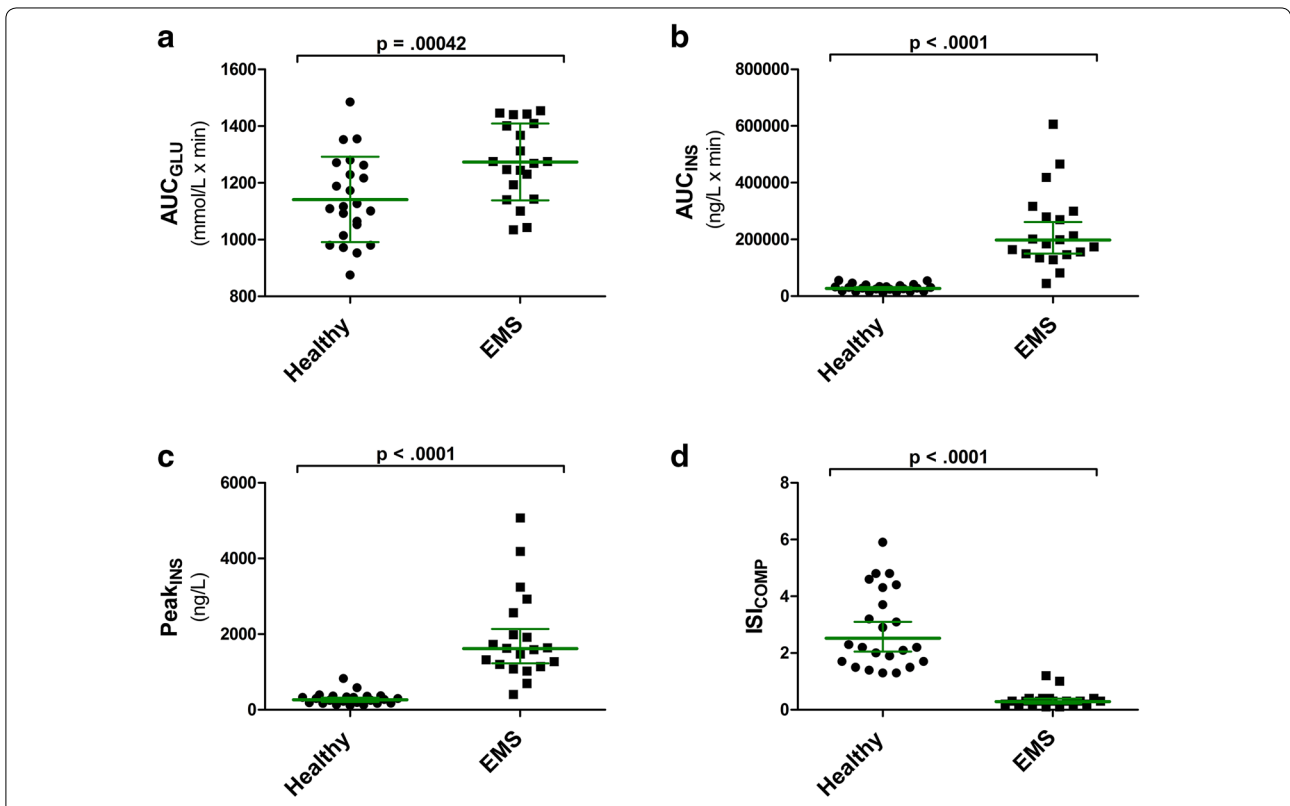 a
p = .00042
AUCGLU
(mmol/L x min)
1600
1400
1200
1000
800
Healthy
EMS
b
p < .0001
AUCINS
(ng/L x min)
800000
600000
400000
200000
0
Healthy
EMS
c
p < .0001
PeakINS
(ng/L)
6000
4000
2000
0
Healthy
EMS
d
p < .0001
ISICOMP
8
6
4
2
0
Healthy
EMS